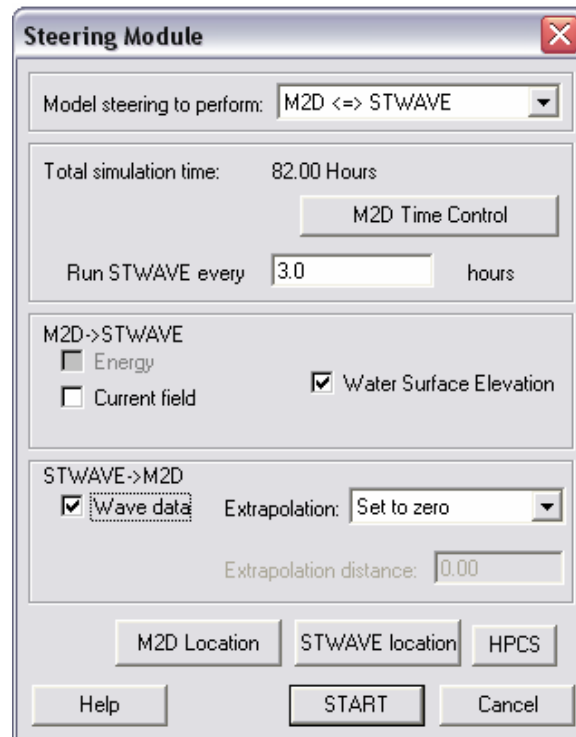 Steering Module
Model steering to perform: M2D <=> STWAVE
Total simulation time: 82.00 Hours
M2D Time Control
Run STWAVE every 3.0 hours
M2D->STWAVE
Energy
Current field
Water Surface Elevation
STWAVE->M2D
Wave data Extrapolation: Set to zero
Extrapolation distance: 0.00
M2D Location STWAVE location HPCS
Help START Cancel